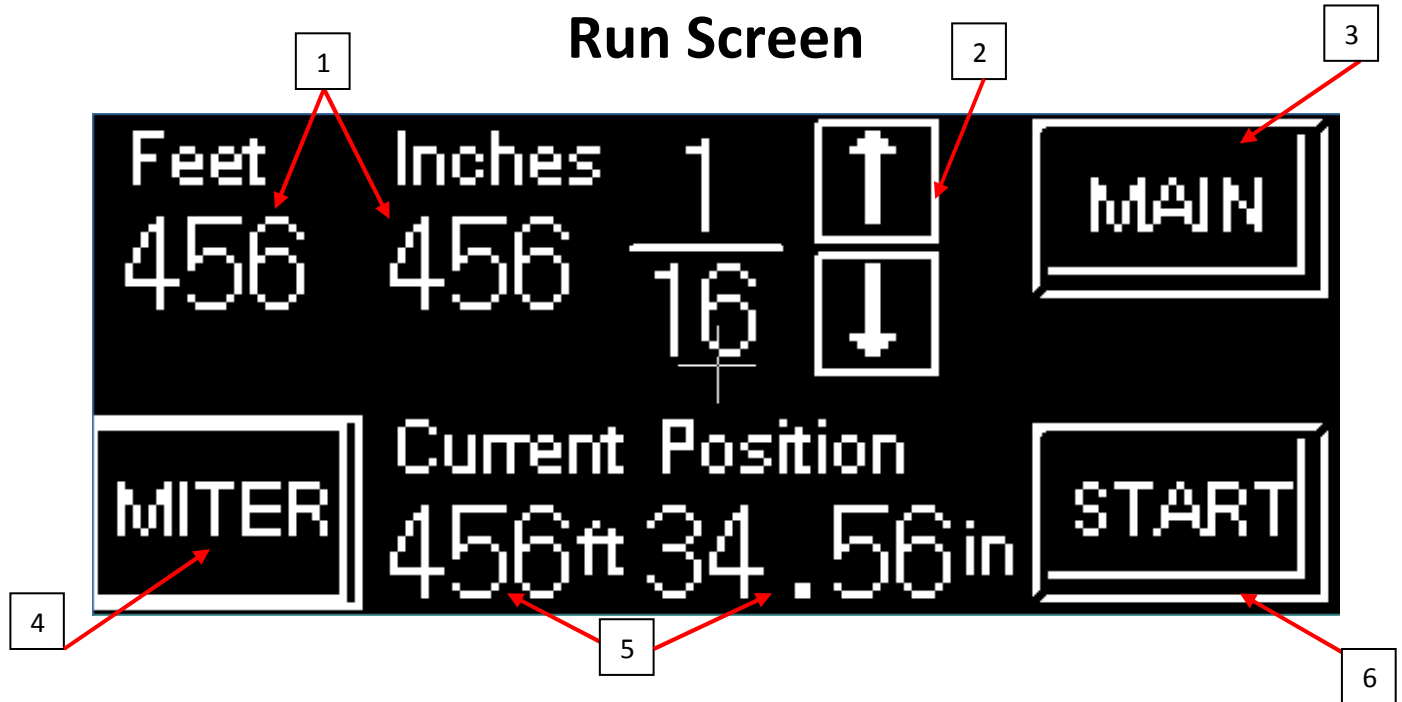 Run Screen
1
2
3
Feet Inches 1
456 456 16
MAIN
MITER
Current Position
456ft 34.56in
START
4
5
6